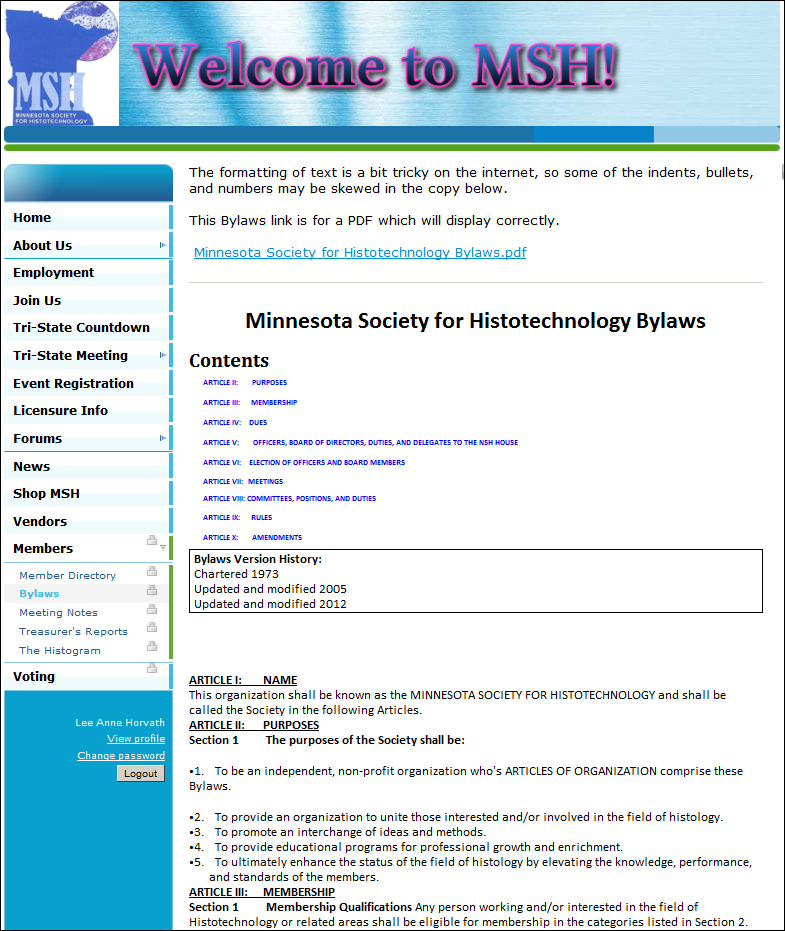 MSH
MINNESOTA SOCIETY
FOR HISTOTECHNOLOGY
Welcome to MSH!
Home
About Us
Employment
Join Us
Tri-State Countdown
Tri-State Meeting
Event Registration
Licensure Info
Forums
News
Shop MSH
Vendors
Members
Member Directory
Bylaws
Meeting Notes
Treasurer's Reports
The Histogram
Voting
Lee Anne Horvath
View profile
Change password
Logout
The formatting of text is a bit tricky on the internet, so some of the indents, bullets,
and numbers may be skewed in the copy below.
This Bylaws link is for a PDF which will display correctly.
Minnesota Society for Histotechnology Bylaws.pdf
Minnesota Society for Histotechnology Bylaws
Contents
ARTICLE II: PURPOSES
ARTICLE III: MEMBERSHIP
ARTICLE IV: DUES
ARTICLE V: OFFICERS, BOARD OF DIRECTORS, DUTIES, AND DELEGATES TO THE NSH HOUSE
ARTICLE VI: ELECTION OF OFFICERS AND BOARD MEMBERS
ARTICLE VII: MEETINGS
ARTICLE VIII: COMMITTEES, POSITIONS, AND DUTIES
ARTICLE IX: RULES
ARTICLE X: AMENDMENTS
Bylaws Version History:
Chartered 1973
Updated and modified 2005
Updated and modified 2012
ARTICLE I: NAME
This organization shall be known as the MINNESOTA SOCIETY FOR HISTOTECHNOLOGY and shall be
called the Society in the following Articles.
ARTICLE II: PURPOSES
Section 1 The purposes of the Society shall be:
•1. To be an independent, non-profit organization who's ARTICLES OF ORGANIZATION comprise these
Bylaws.
•2. To provide an organization to unite those interested and/or involved in the field of histology.
•3. To promote an interchange of ideas and methods.
•4. To provide educational programs for professional growth and enrichment.
•5. To ultimately enhance the status of the field of histology by elevating the knowledge, performance,
and standards of the members.
ARTICLE III: MEMBERSHIP
Section 1 Membership Qualifications Any person working and/or interested in the field of
Histotechnology or related areas shall be eligible for membership in the categories listed in Section 2.